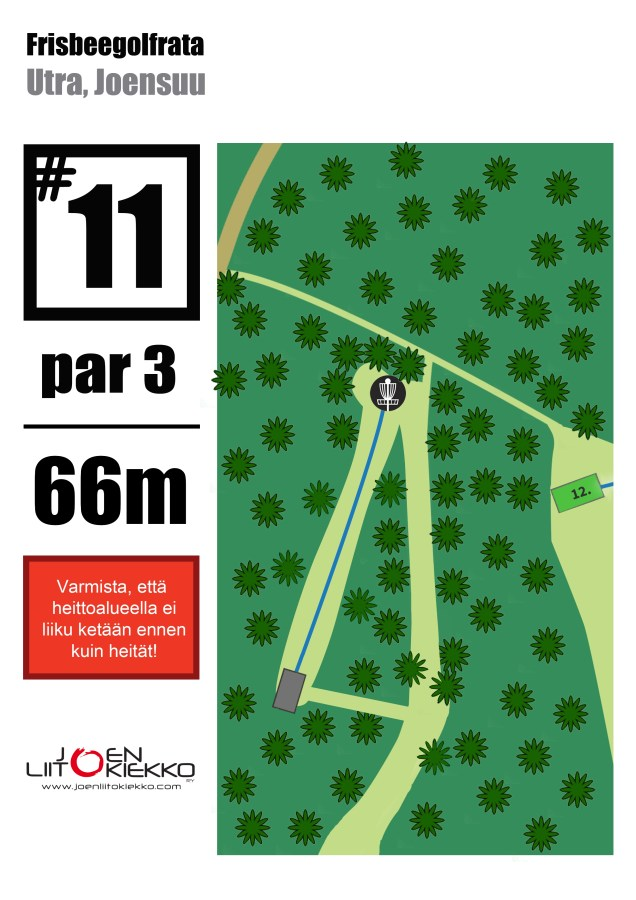 Frisbeegolfrata
Utra, Joensuu
#11
par 3
66m
12.
Varmista, että
heittoalueella ei
liiku ketään ennen
kuin heität!
JOEN
LIITOKIEKKO RY
www.joenliitokiekko.com